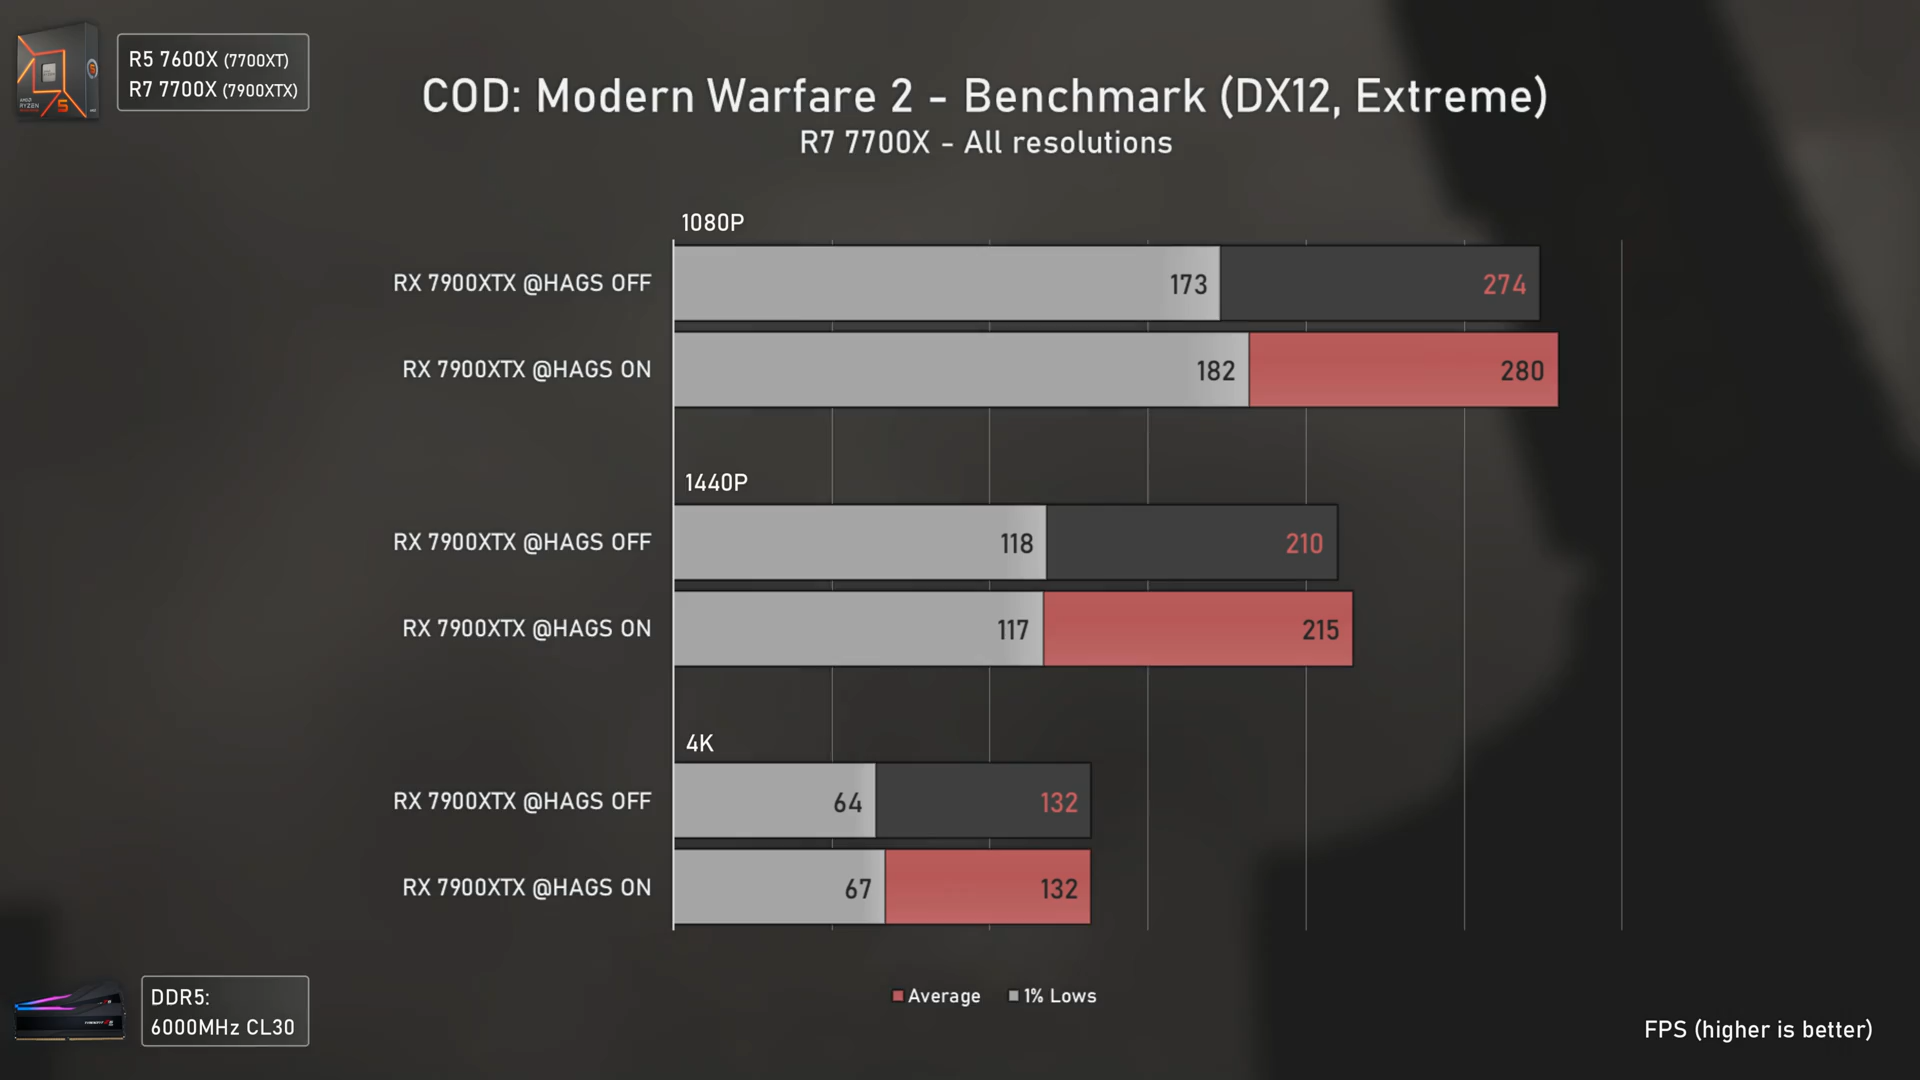 R5 7600X (7700XT)
R7 7700X (7900XTX)
COD: Modern Warfare 2 - Benchmark (DX12, Extreme)
R7 7700X - All resolutions
1080P
RX 7900XTX @HAGS OFF 173 274
RX 7900XTX @HAGS ON 182 280
1440P
RX 7900XTX @HAGS OFF 118 210
RX 7900XTX @HAGS ON 117 215
4K
RX 7900XTX @HAGS OFF 64 132
RX 7900XTX @HAGS ON 67 132
Average 1% Lows
DDR5:
6000MHz CL30
FPS (higher is better)
AMD
RYZEN
5